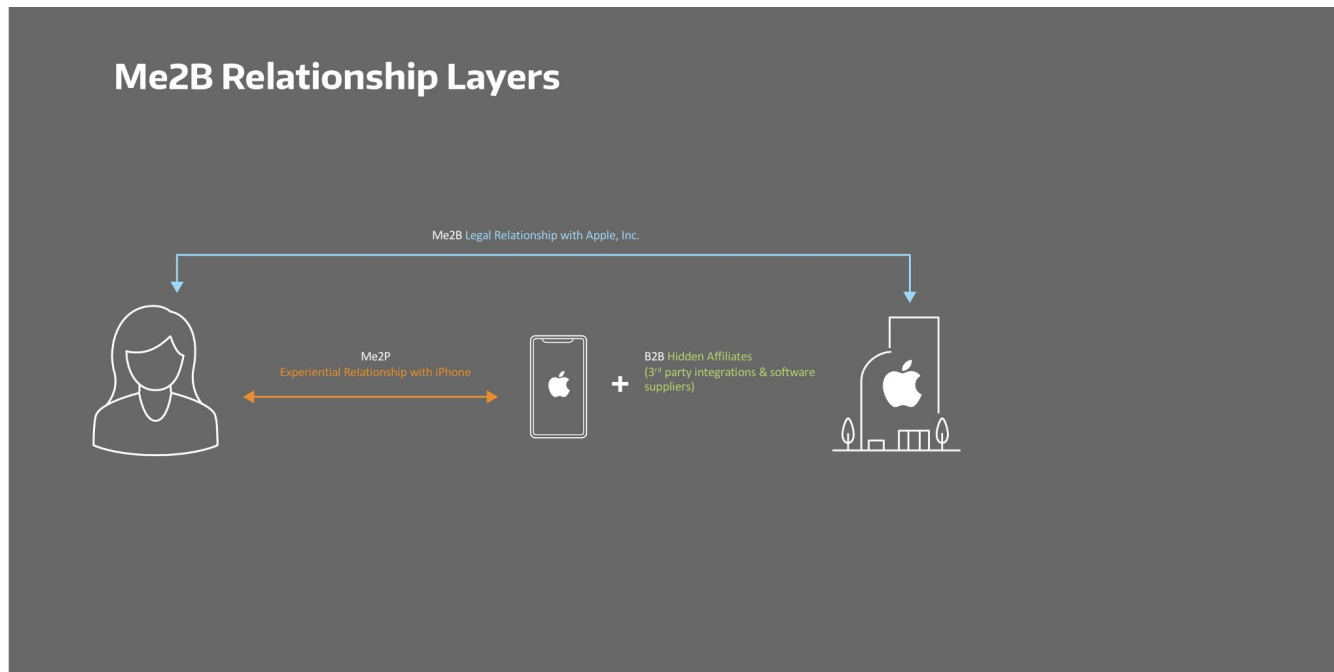 Me2B Relationship Layers
Me2B Legal Relationship with Apple, Inc.
Me2P
Experiential Relationship with iPhone
+
B2B Hidden Affiliates
(3rd party integrations & software
suppliers)